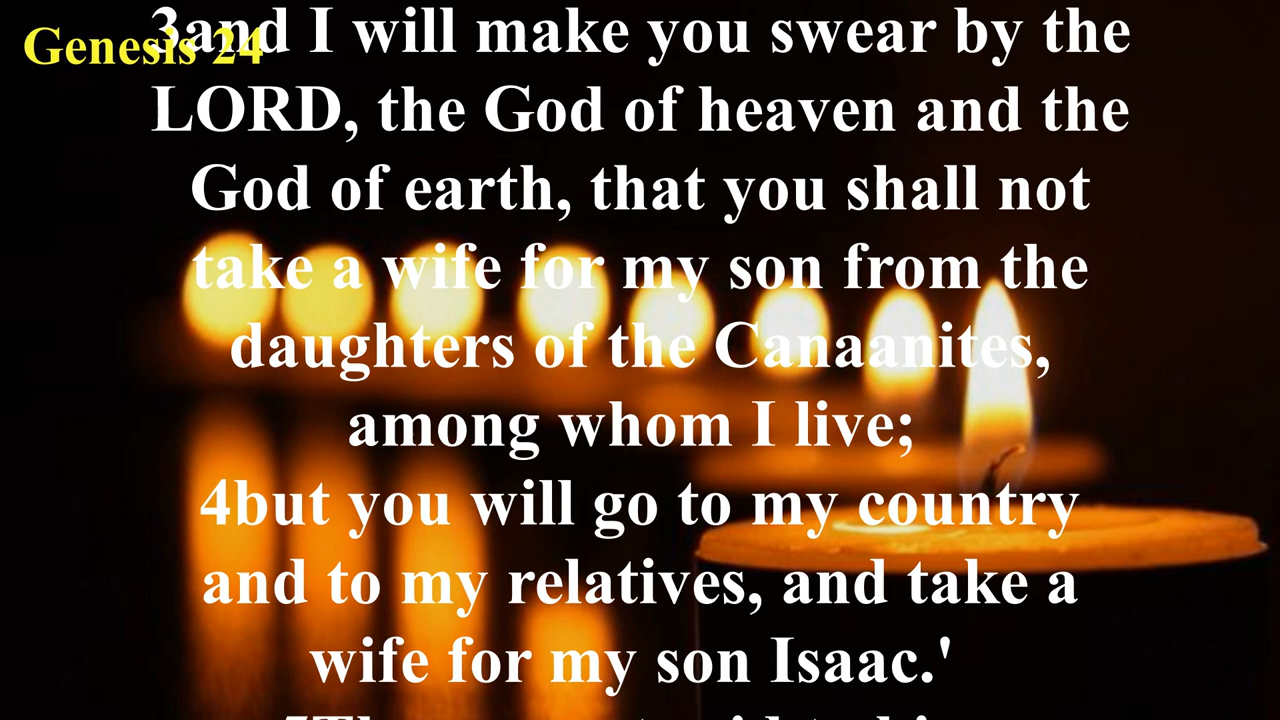 Genesis 24
3and I will make you swear by the
LORD, the God of heaven and the
God of earth, that you shall not
take a wife for my son from the
daughters of the Canaanites,
among whom I live;
4but you will go to my country
and to my relatives, and take a
wife for my son Isaac.'